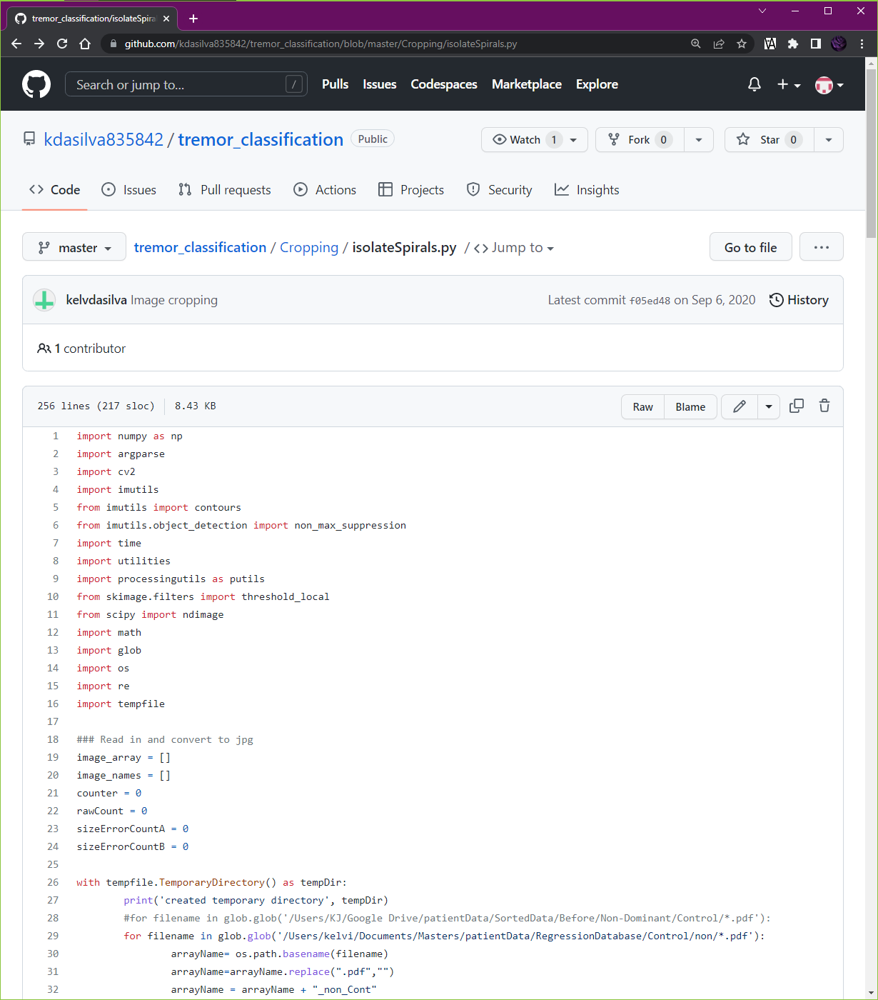 tremor_classification/isolateSpira
github.com/kdasilva835842/tremor_classification/blob/master/Cropping/isolateSpirals.py
Search or jump to... / Pulls Issues Codespaces Marketplace Explore
kdasilva835842 / tremor_classification Public Watch 1 Fork 0 Star 0
Code Issues Pull requests Actions Projects Security Insights
master tremor_classification / Cropping / isolateSpirals.py / <> Jump to Go to file ...
kelvdasilva Image cropping Latest commit f05ed48 on Sep 6, 2020 History
1 contributor
256 lines (217 sloc) 8.43 KB Raw Blame
1 import numpy as np
2 import argparse
3 import cv2
4 import imutils
5 from imutils import contours
6 from imutils.object_detection import non_max_suppression
7 import time
8 import utilities
9 import processingutils as putils
10 from skimage.filters import threshold_local
11 from scipy import ndimage
12 import math
13 import glob
14 import os
15 import re
16 import tempfile
17
18 ### Read in and convert to jpg
19 image_array = []
20 image_names = []
21 counter = 0
22 rawCount = 0
23 sizeErrorCountA = 0
24 sizeErrorCountB = 0
25
26 with tempfile.TemporaryDirectory() as tempDir:
27 print('created temporary directory', tempDir)
28 #for filename in glob.glob('/Users/KJ/Google Drive/patientData/SortedData/Before/Non-Dominant/Control/*.pdf'):
29 for filename in glob.glob('/Users/kelvi/Documents/Masters/patientData/RegressionDatabase/Control/non/*.pdf'):
30 arrayName= os.path.basename(filename)
31 arrayName=arrayName.replace(".pdf","")
32 arrayName = arrayName + "_non_Cont"